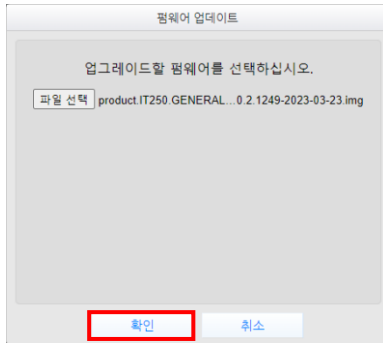 펌웨어 업데이트
업그레이드할 펌웨어를 선택하십시오.
파일 선택 product.IT250.GENERAL...0.2.1249-2023-03-23.img
확인 취소